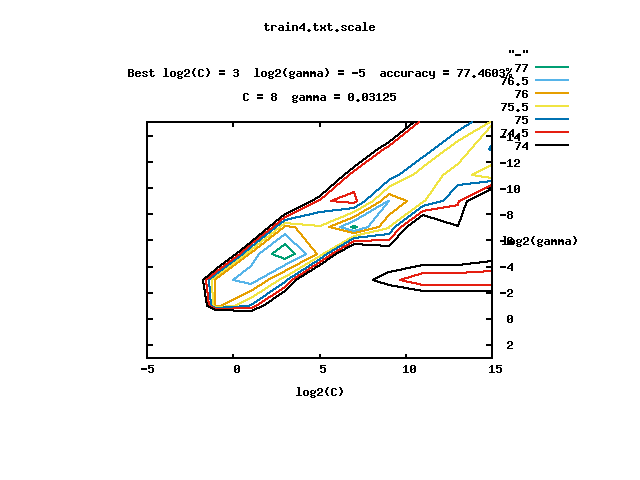 train4.txt.scale
"-"
Best log2(C) = 3  log2(gamma) = -5  accuracy = 77.4603%
77
76.5
C = 8  gamma = 0.03125
76
75.5
75
74.5
74
-14
-12
-10
-8
-6
log2(gamma)
-4
-2
0
2
-5 0 5 10 15
log2(C)